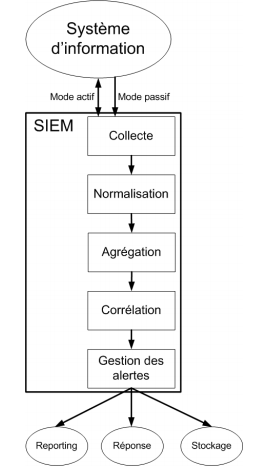 Système
d'information
Mode actif
Mode passif
SIEM
Collecte
Normalisation
Agrégation
Corrélation
Gestion des
alertes
Reporting
Réponse
Stockage